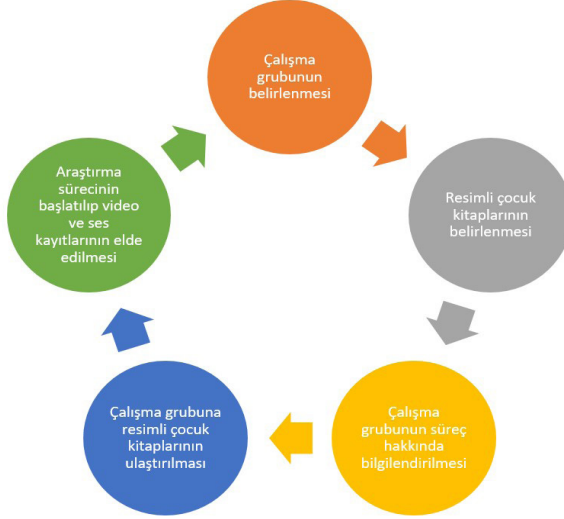 Çalışma
grubunun
belirlenmesi
Resimli çocuk
kitaplarının
belirlenmesi
Çalışma
grubunun süreç
hakkında
bilgilendirilmesi
Çalışma grubuna
resimli çocuk
kitaplarının
ulaştırılması
Araştırma
sürecinin
başlatılıp video
ve ses
kayıtlarının elde
edilmesi